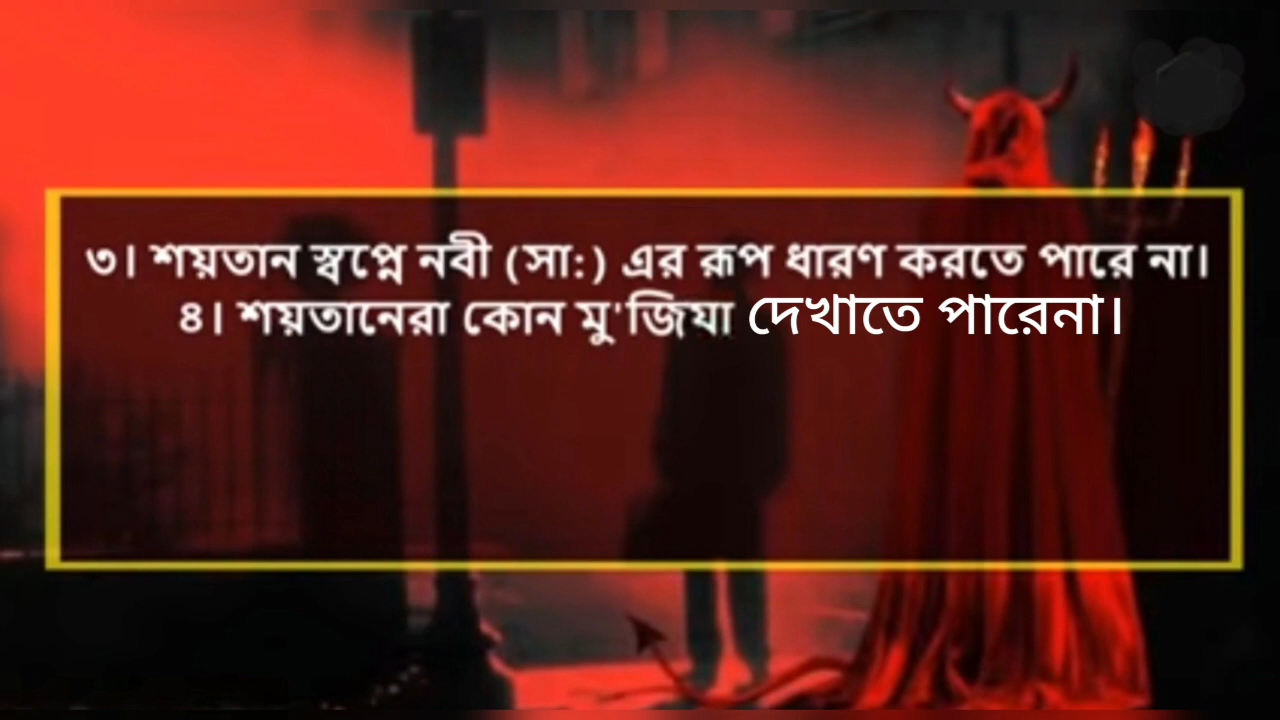 ৩। শয়তান স্বপ্নে নবী (সা:) এর রূপ ধারণ করতে পারে না।
৪। শয়তানেরা কোন মু'জিযা দেখাতে পারেনা।